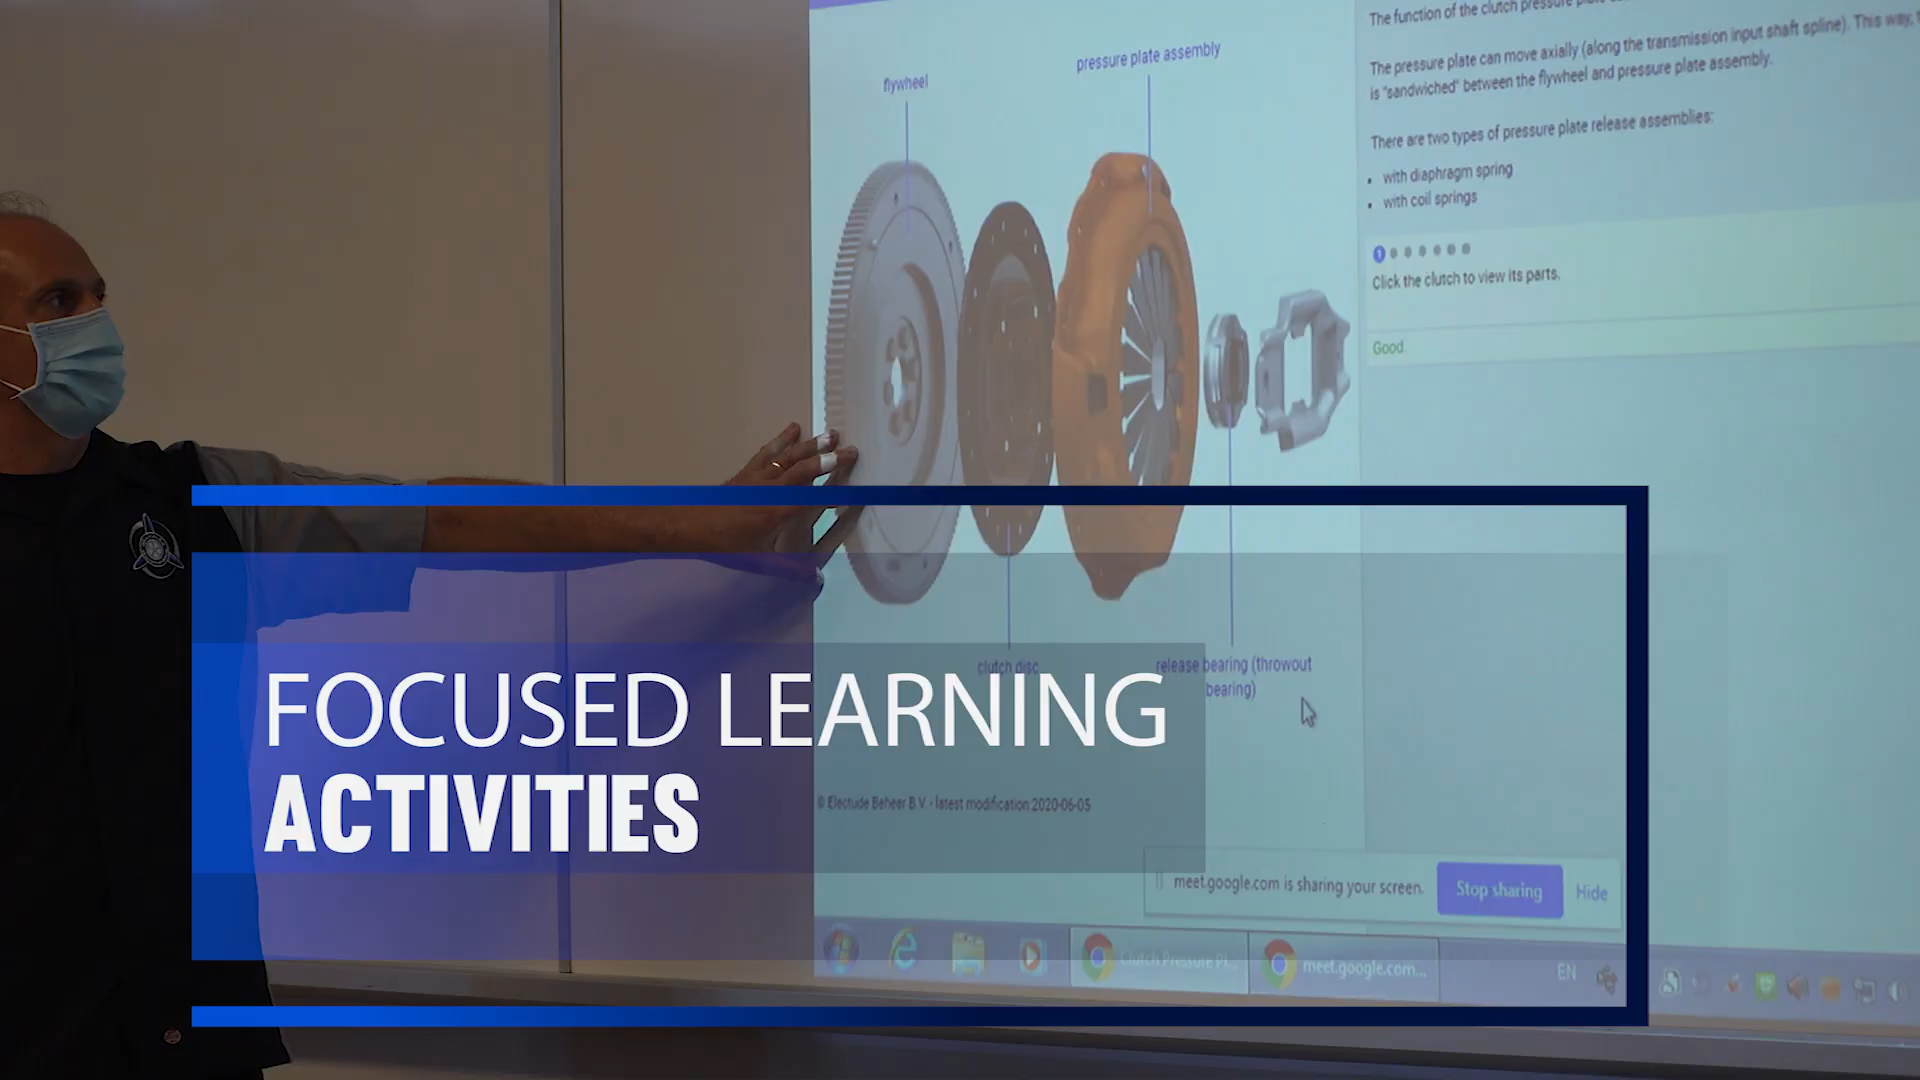 The function of the clutch pressure
The pressure plate can move axially (along the transmission input shaft spline). This way,
is "sandwiched" between the flywheel and pressure plate assembly.
There are two types of pressure plate release assemblies:
• with diaphragm spring
• with coil springs
1
Click the clutch to view its parts.
Good.
flywheel
pressure plate assembly
clutch disc
release bearing (throwout
bearing)
FOCUSED LEARNING
ACTIVITIES
© Electude Beheer B.V. - latest modification 2020-06-05
meet.google.com is sharing your screen.
Stop sharing
Hide
Clutch Pressure Pl...
meet.google.com...
EN